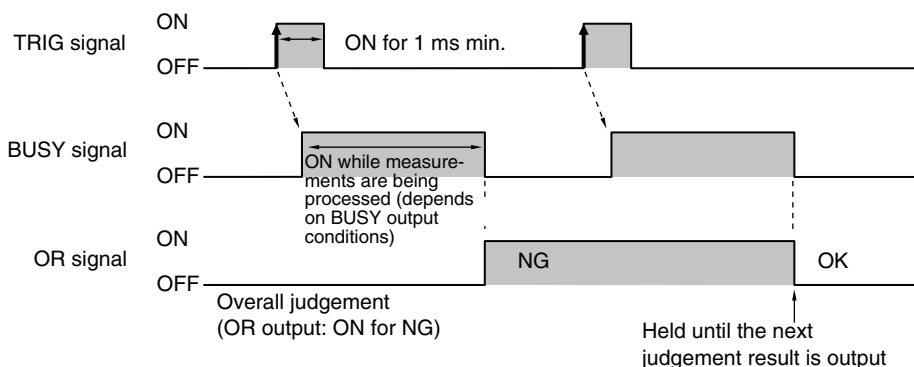 ON
TRIG signal
ON for 1 ms min.
OFF
ON
BUSY signal
OFF
ON while measure-
ments are being
processed (depends
on BUSY output
conditions)
ON
OR signal
NG
OK
OFF
Overall judgement
(OR output: ON for NG)
Held until the next
judgement result is output